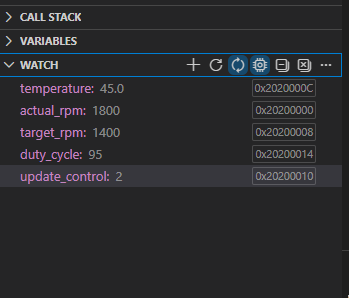 CALL STACK
VARIABLES
WATCH
temperature: 45.0 0x2020000C
actual_rpm: 1800 0x20200000
target_rpm: 1400 0x20200008
duty_cycle: 95 0x20200014
update_control: 2 0x20200010